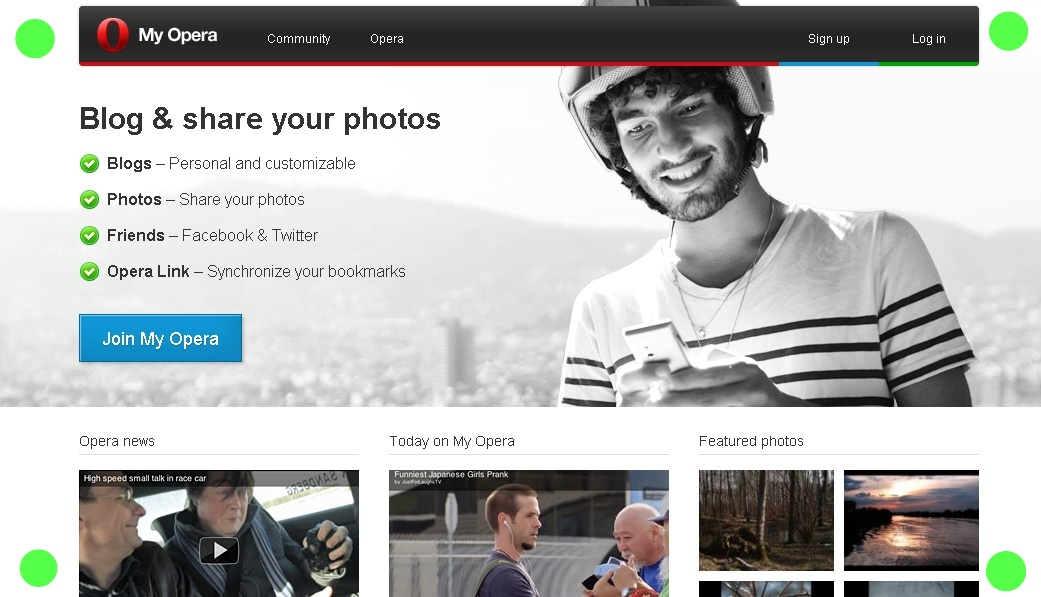 My Opera
Community
Opera
Sign up
Log in
Blog & share your photos
Blogs – Personal and customizable
Photos – Share your photos
Friends – Facebook & Twitter
Opera Link – Synchronize your bookmarks
Join My Opera
Opera news
Today on My Opera
Featured photos
High speed small talk in race car
SANDBERG
Funniest Japanese Girls Prank
by JustForLaughsTV